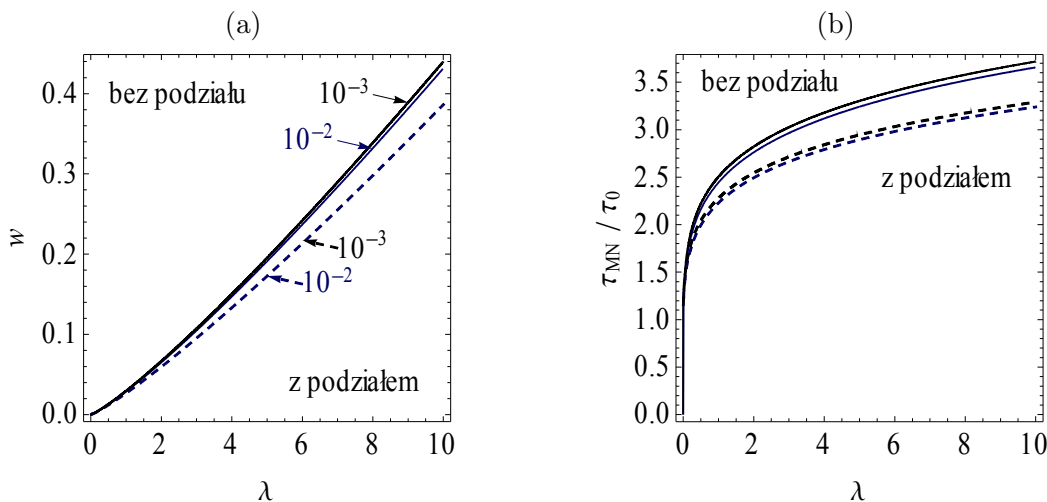 (a)
(b)
bez podziału
10⁻³
10⁻²
10⁻³
10⁻²
z podziałem
w
0.4
0.3
0.2
0.1
0.0
0 2 4 6 8 10
λ
bez podziału
z podziałem
τ_MN / τ_0
3.5
3.0
2.5
2.0
1.5
1.0
0.5
0.0
0 2 4 6 8 10
λ